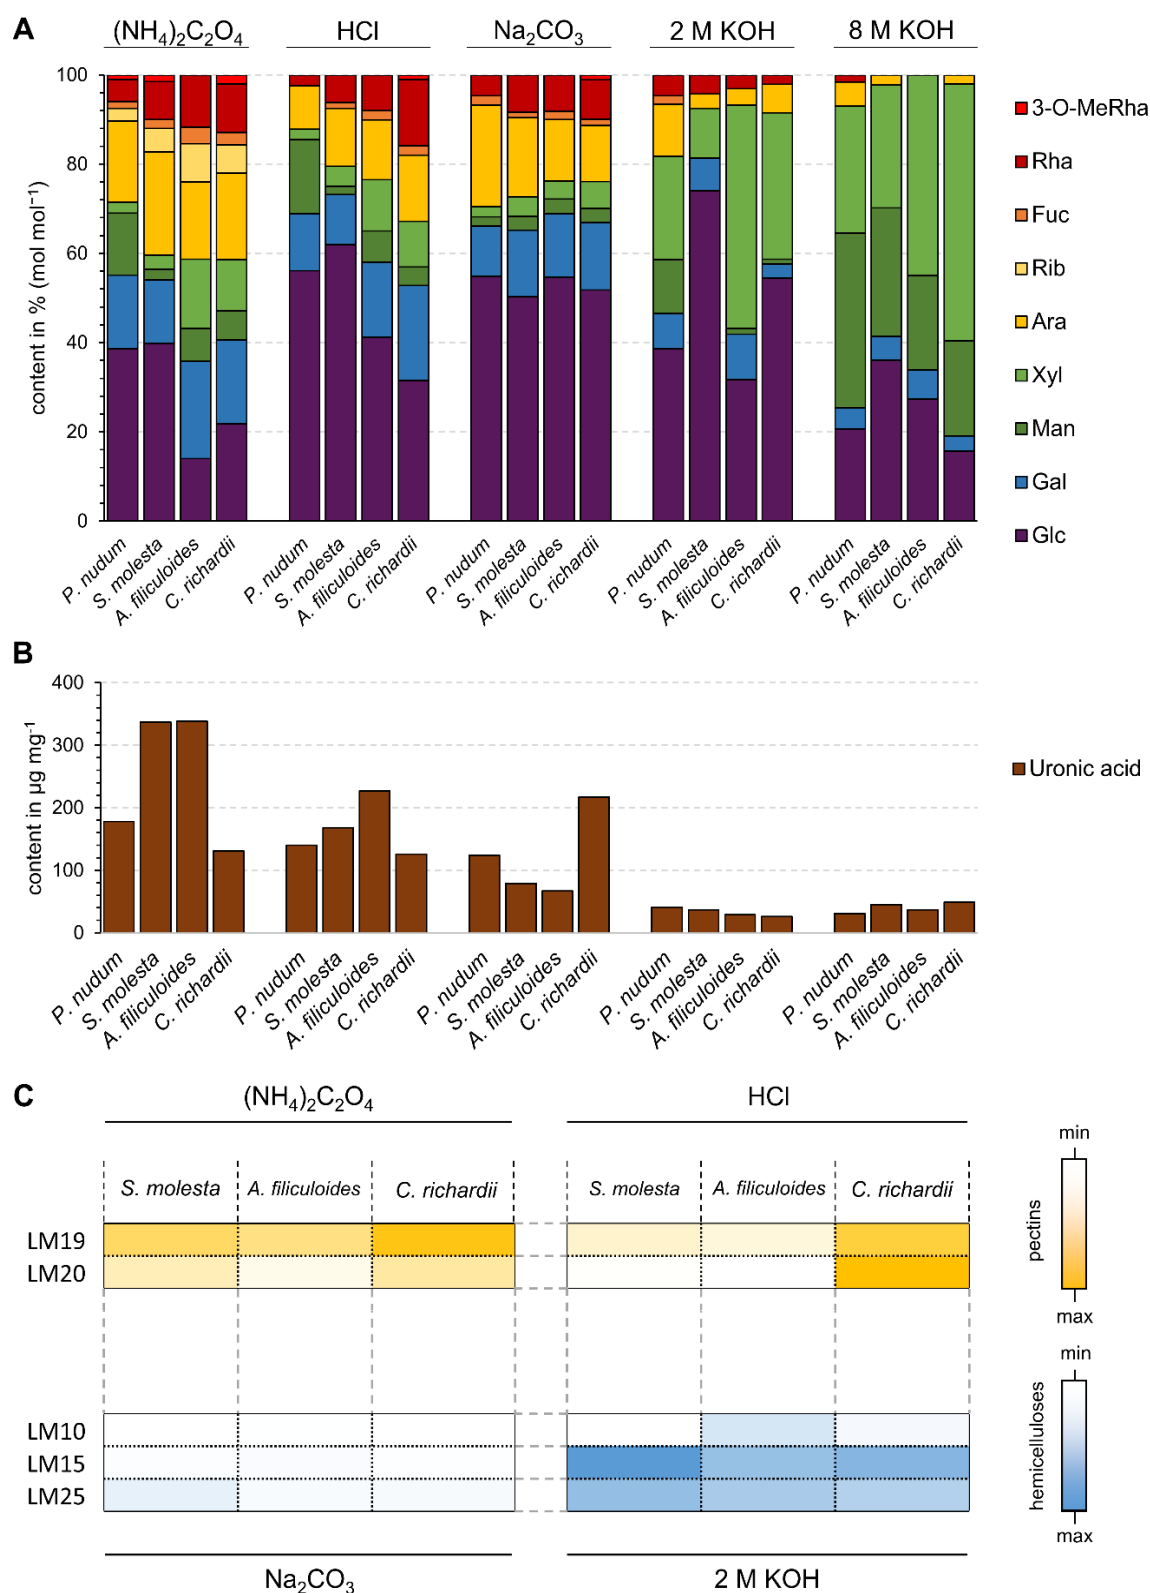 A
(NH₄)₂C₂O₄ HCl Na₂CO₃ 2 M KOH 8 M KOH
content in % (mol mol⁻¹)
100
80
60
40
20
0
3-O-MeRha
Rha
Fuc
Rib
Ara
Xyl
Man
Gal
Glc
P. nudum S. molesta A. filiculoides C. richardii P. nudum S. molesta A. filiculoides C. richardii P. nudum S. molesta A. filiculoides C. richardii P. nudum S. molesta A. filiculoides C. richardii P. nudum S. molesta A. filiculoides C. richardii
B
content in µg mg⁻¹
400
300
200
100
0
Uronic acid
P. nudum S. molesta A. filiculoides C. richardii P. nudum S. molesta A. filiculoides C. richardii P. nudum S. molesta A. filiculoides C. richardii P. nudum S. molesta A. filiculoides C. richardii P. nudum S. molesta A. filiculoides C. richardii
C
(NH₄)₂C₂O₄ HCl
S. molesta A. filiculoides C. richardii S. molesta A. filiculoides C. richardii
LM19
LM20
min
pectins
max
LM10
LM15
LM25
min
hemicelluloses
max
Na₂CO₃ 2 M KOH